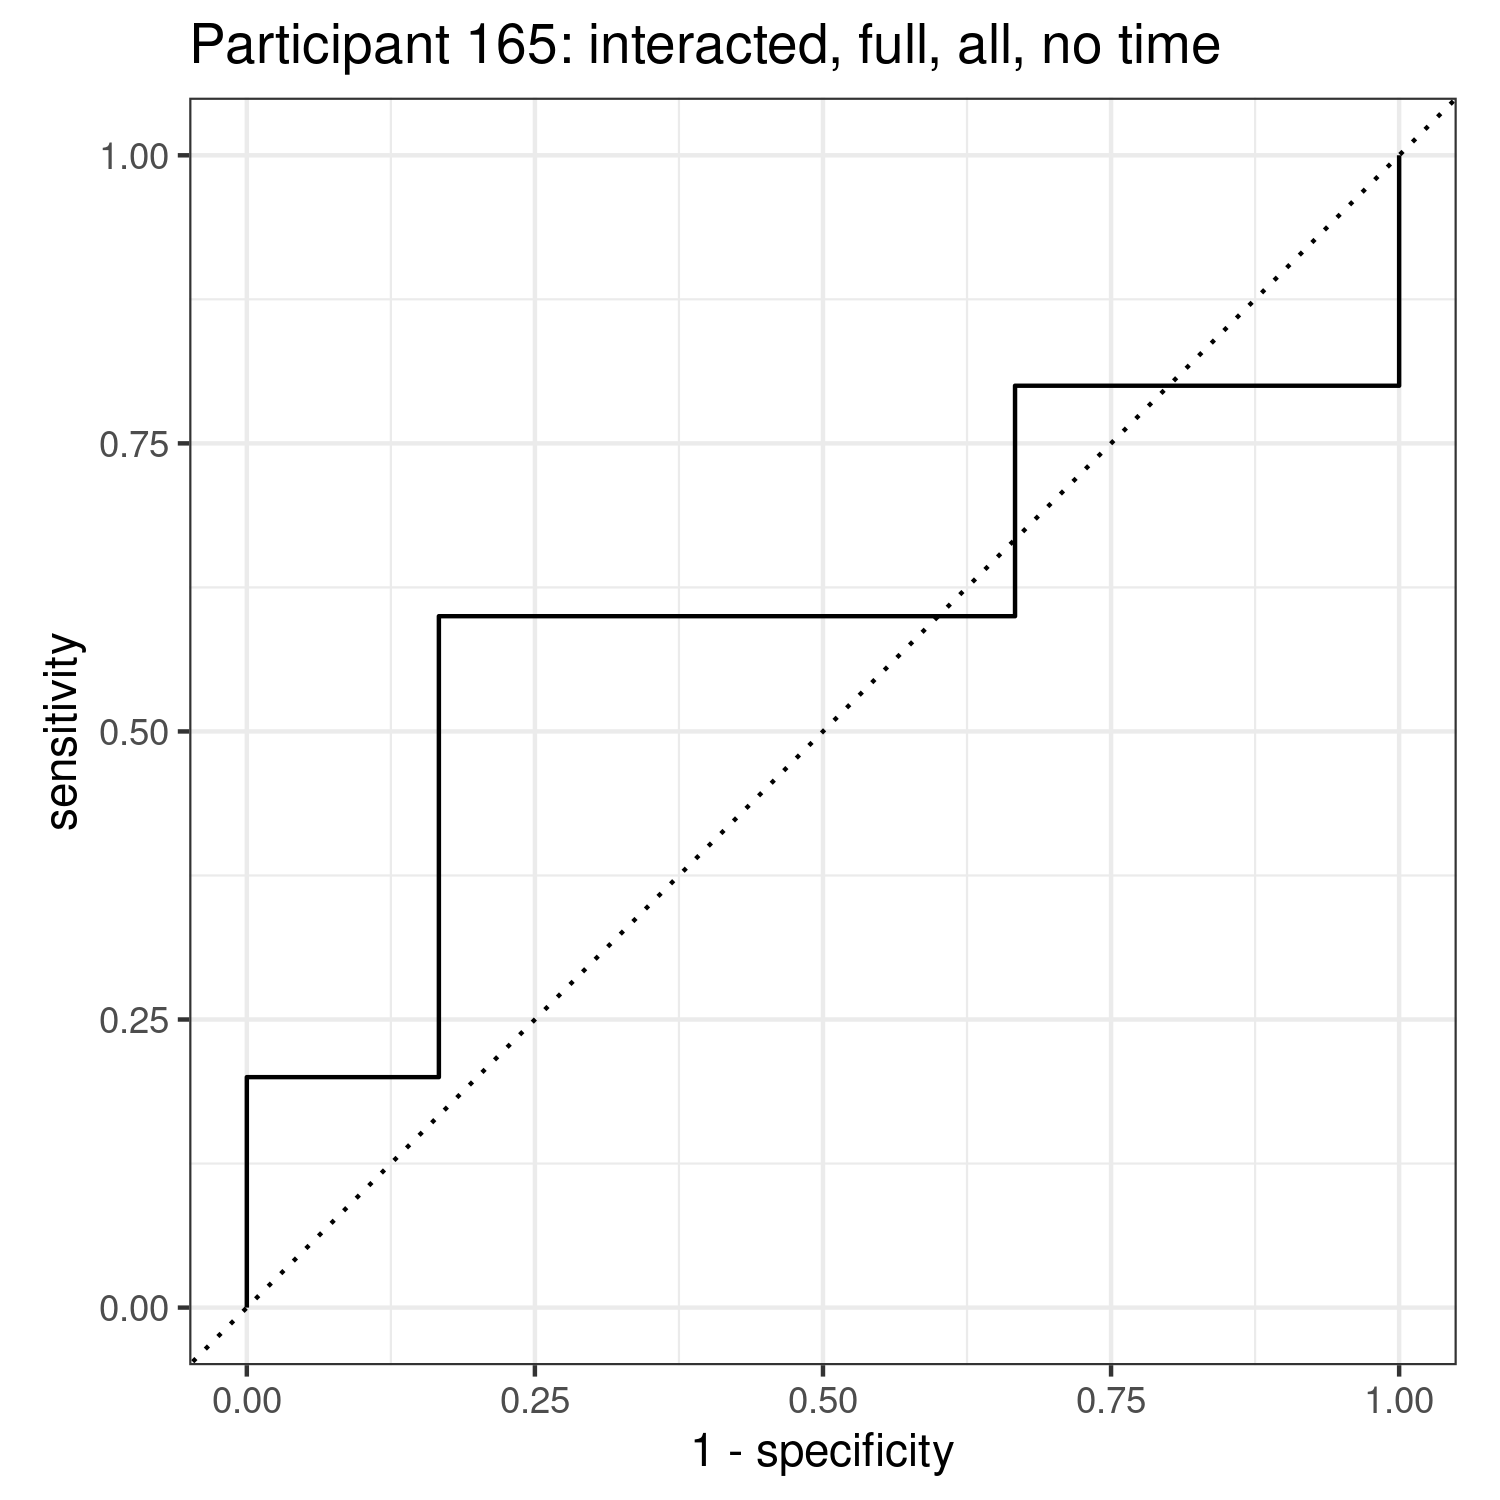 Participant 165: interacted, full, all, no time
1.00
0.75
0.50
0.25
0.00
sensitivity
0.00 0.25 0.50 0.75 1.00
1 - specificity